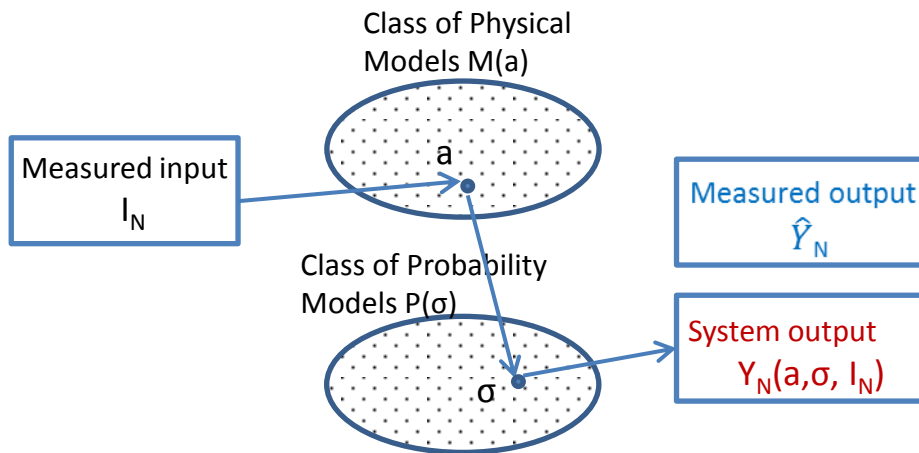 Class of Physical
Models M(a)
Measured input
I_N
a
Measured output
Ŷ_N
Class of Probability
Models P(σ)
σ
System output
Y_N(a,σ, I_N)